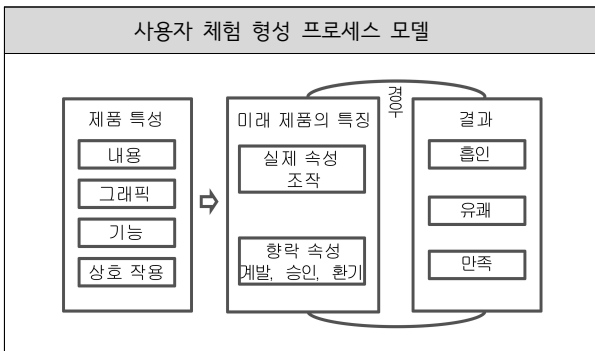 사용자 체험 형성 프로세스 모델
제품 특성
내용
그래픽
기능
상호 작용
미래 제품의 특징
실제 속성
조작
향락 속성
계발, 승인, 환기
경우
결과
흡인
유쾌
만족